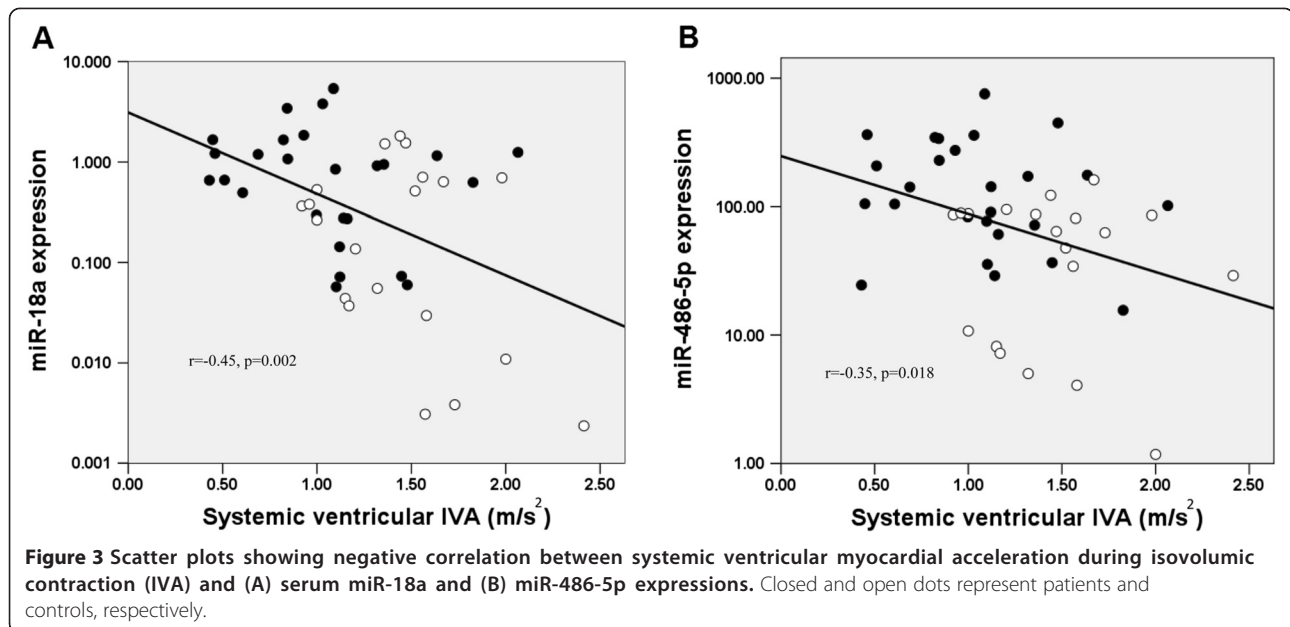 A
10.000
1.000
0.100
0.010
0.001
miR-18a expression
r=-0.45, p=0.002
0.00 0.50 1.00 1.50 2.00 2.50
Systemic ventricular IVA (m/s²)
B
1000.00
100.00
10.00
1.00
miR-486-5p expression
r=-0.35, p=0.018
0.00 0.50 1.00 1.50 2.00 2.50
Systemic ventricular IVA (m/s²)
Figure 3 Scatter plots showing negative correlation between systemic ventricular myocardial acceleration during isovolumic
contraction (IVA) and (A) serum miR-18a and (B) miR-486-5p expressions. Closed and open dots represent patients and
controls, respectively.